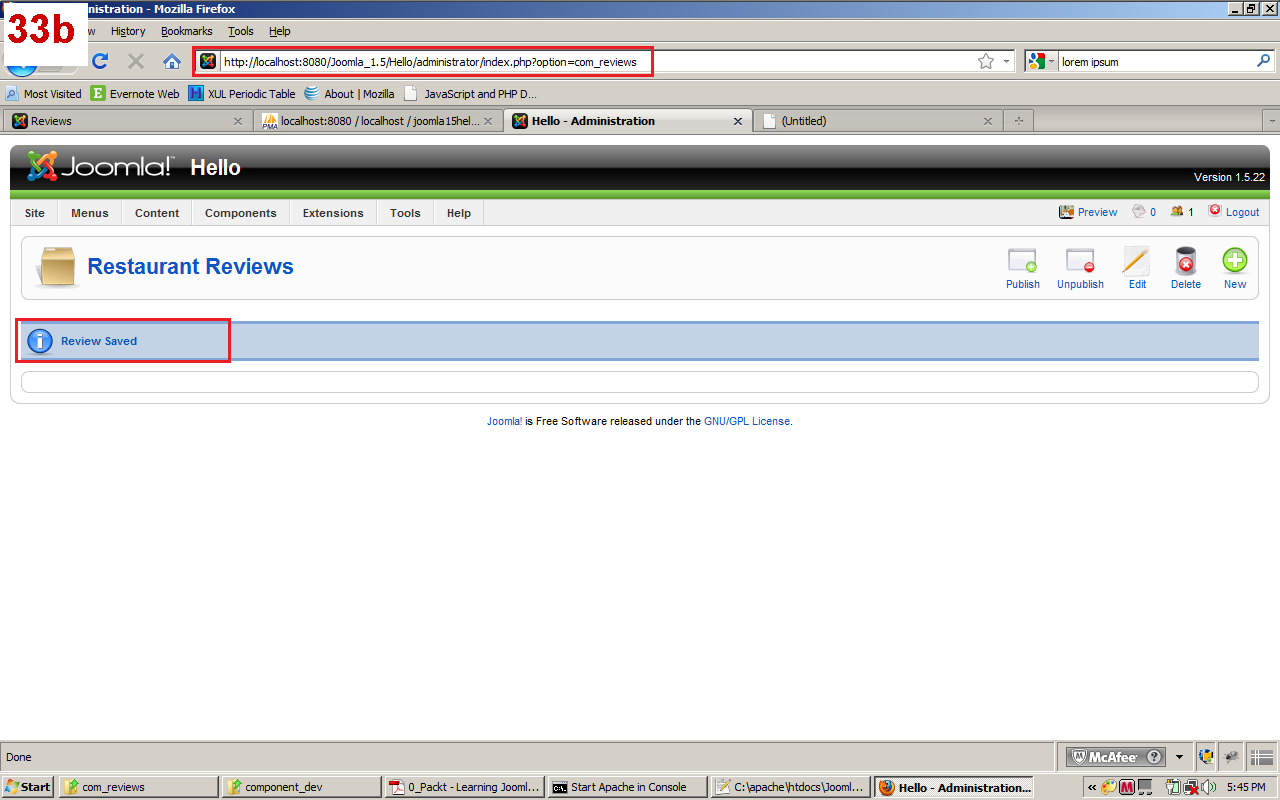 33b
nistration - Mozilla Firefox
w History Bookmarks Tools Help
http://localhost:8080/Joomla_1.5/Hello/administrator/index.php?option=com_reviews
lorem ipsum
Most Visited Evernote Web XUL Periodic Table About | Mozilla JavaScript and PHP D...
Reviews localhost:8080 / localhost / joomla15hel... Hello - Administration (Untitled)
Joomla! Hello
Version 1.5.22
Site Menus Content Components Extensions Tools Help Preview 0 1 Logout
Restaurant Reviews
Publish Unpublish Edit Delete New
Review Saved
Joomla! is Free Software released under the GNU/GPL License.
Done
McAfee
Start com_reviews component_dev 0_Packt - Learning Jooml... Start Apache in Console C:\apache\htdocs\Jooml... Hello - Administration... 5:45 PM